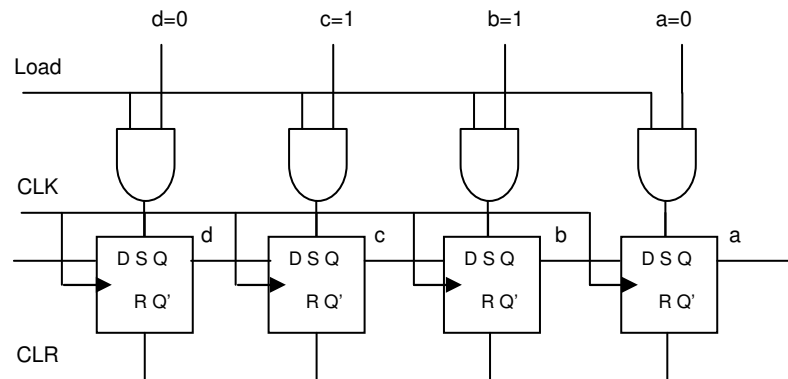 d=0 c=1 b=1 a=0
Load
CLK
d c b a
D S Q D S Q D S Q D S Q
R Q' R Q' R Q' R Q'
CLR